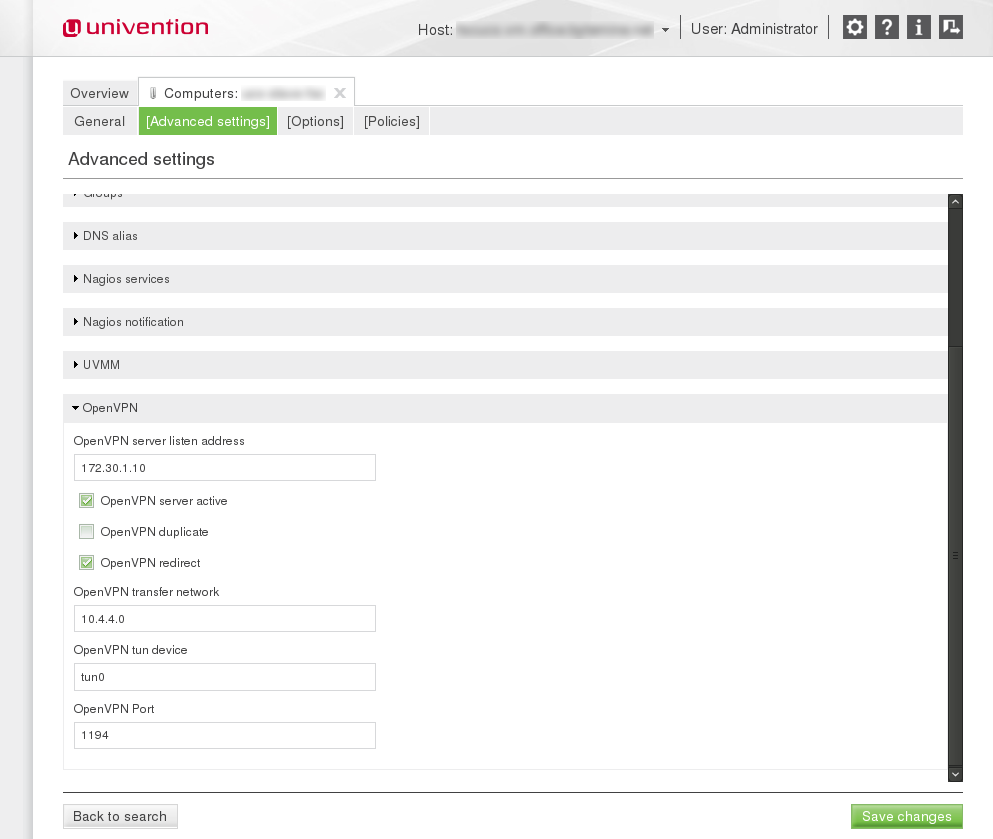 univention
Host:
User: Administrator
Overview
Computers:
General
[Advanced settings]
[Options]
[Policies]
Advanced settings
Groups
DNS alias
Nagios services
Nagios notification
UVMM
OpenVPN
OpenVPN server listen address
172.30.1.10
OpenVPN server active
OpenVPN duplicate
OpenVPN redirect
OpenVPN transfer network
10.4.4.0
OpenVPN tun device
tun0
OpenVPN Port
1194
Back to search
Save changes